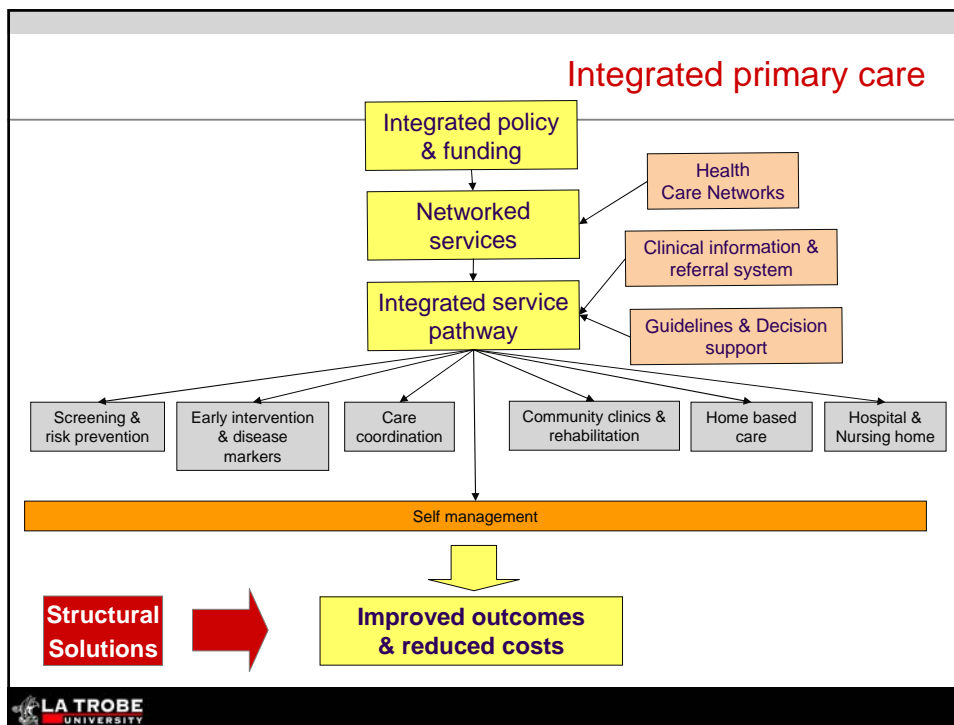 Integrated primary care
Integrated policy
& funding
Health
Care Networks
Networked
services
Clinical information &
referral system
Integrated service
pathway
Guidelines & Decision
support
Screening &
risk prevention
Early intervention
& disease
markers
Care
coordination
Community clinics &
rehabilitation
Home based
care
Hospital &
Nursing home
Self management
Structural
Solutions
Improved outcomes
& reduced costs
LA TROBE
UNIVERSITY